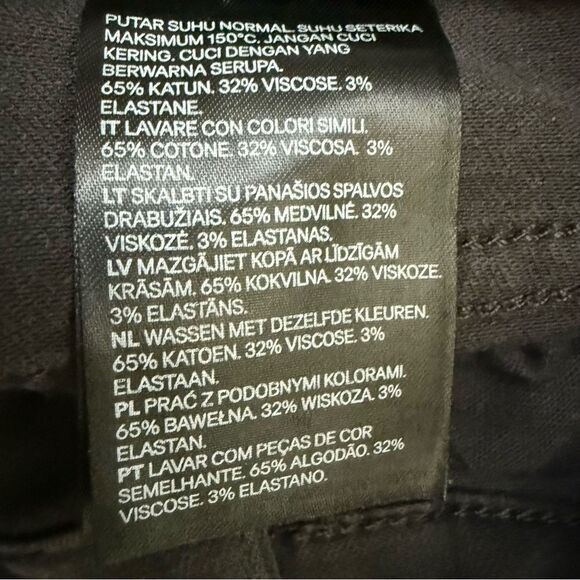 PUTAR SUHU NORMAL. SUHU SETERIKA
MAKSIMUM 150°C. JANGAN CUCI
KERING. CUCI DENGAN YANG
BERWARNA SERUPA.
65% KATUN. 32% VISCOSE. 3%
ELASTANE.
IT LAVARE CON COLORI SIMILI.
65% COTONE. 32% VISCOSA. 3%
ELASTAN.
LT SKALBTI SU PANAŠIOS SPALVOS
DRABUŽIAIS. 65% MEDVILNĖ. 32%
VISKOZĖ. 3% ELASTANAS.
LV MAZGĀJIET KOPĀ AR LĪDZĪGĀM
KRĀSĀM. 65% KOKVILNA. 32% VISKOZE.
3% ELASTĀNS.
NL WASSEN MET DEZELFDE KLEUREN.
65% KATOEN. 32% VISCOSE. 3%
ELASTAAN.
PL PRAĆ Z PODOBNYMI KOLORAMI.
65% BAWEŁNA. 32% WISKOZA. 3%
ELASTAN.
PT LAVAR COM PEÇAS DE COR
SEMELHANTE. 65% ALGODÃO. 32%
VISCOSE. 3% ELASTANO.